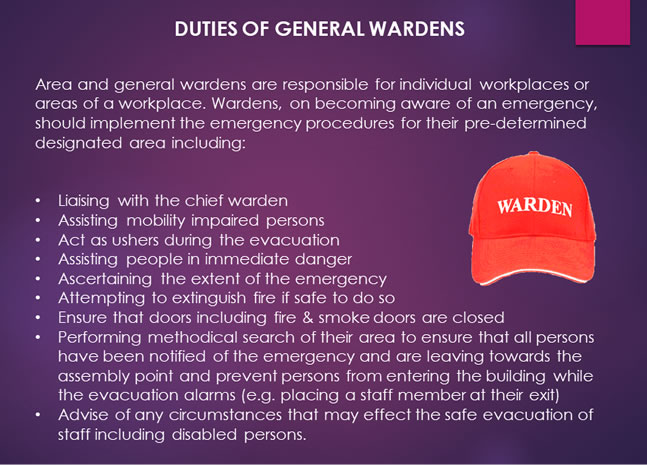 DUTIES OF GENERAL WARDENS
Area and general wardens are responsible for individual workplaces or
areas of a workplace. Wardens, on becoming aware of an emergency,
should implement the emergency procedures for their pre-determined
designated area including:
• Liaising with the chief warden
• Assisting mobility impaired persons
• Act as ushers during the evacuation
• Assisting people in immediate danger
• Ascertaining the extent of the emergency
• Attempting to extinguish fire if safe to do so
• Ensure that doors including fire & smoke doors are closed
• Performing methodical search of their area to ensure that all persons
have been notified of the emergency and are leaving towards the
assembly point and prevent persons from entering the building while
the evacuation alarms (e.g. placing a staff member at their exit)
• Advise of any circumstances that may effect the safe evacuation of
staff including disabled persons.
WARDEN